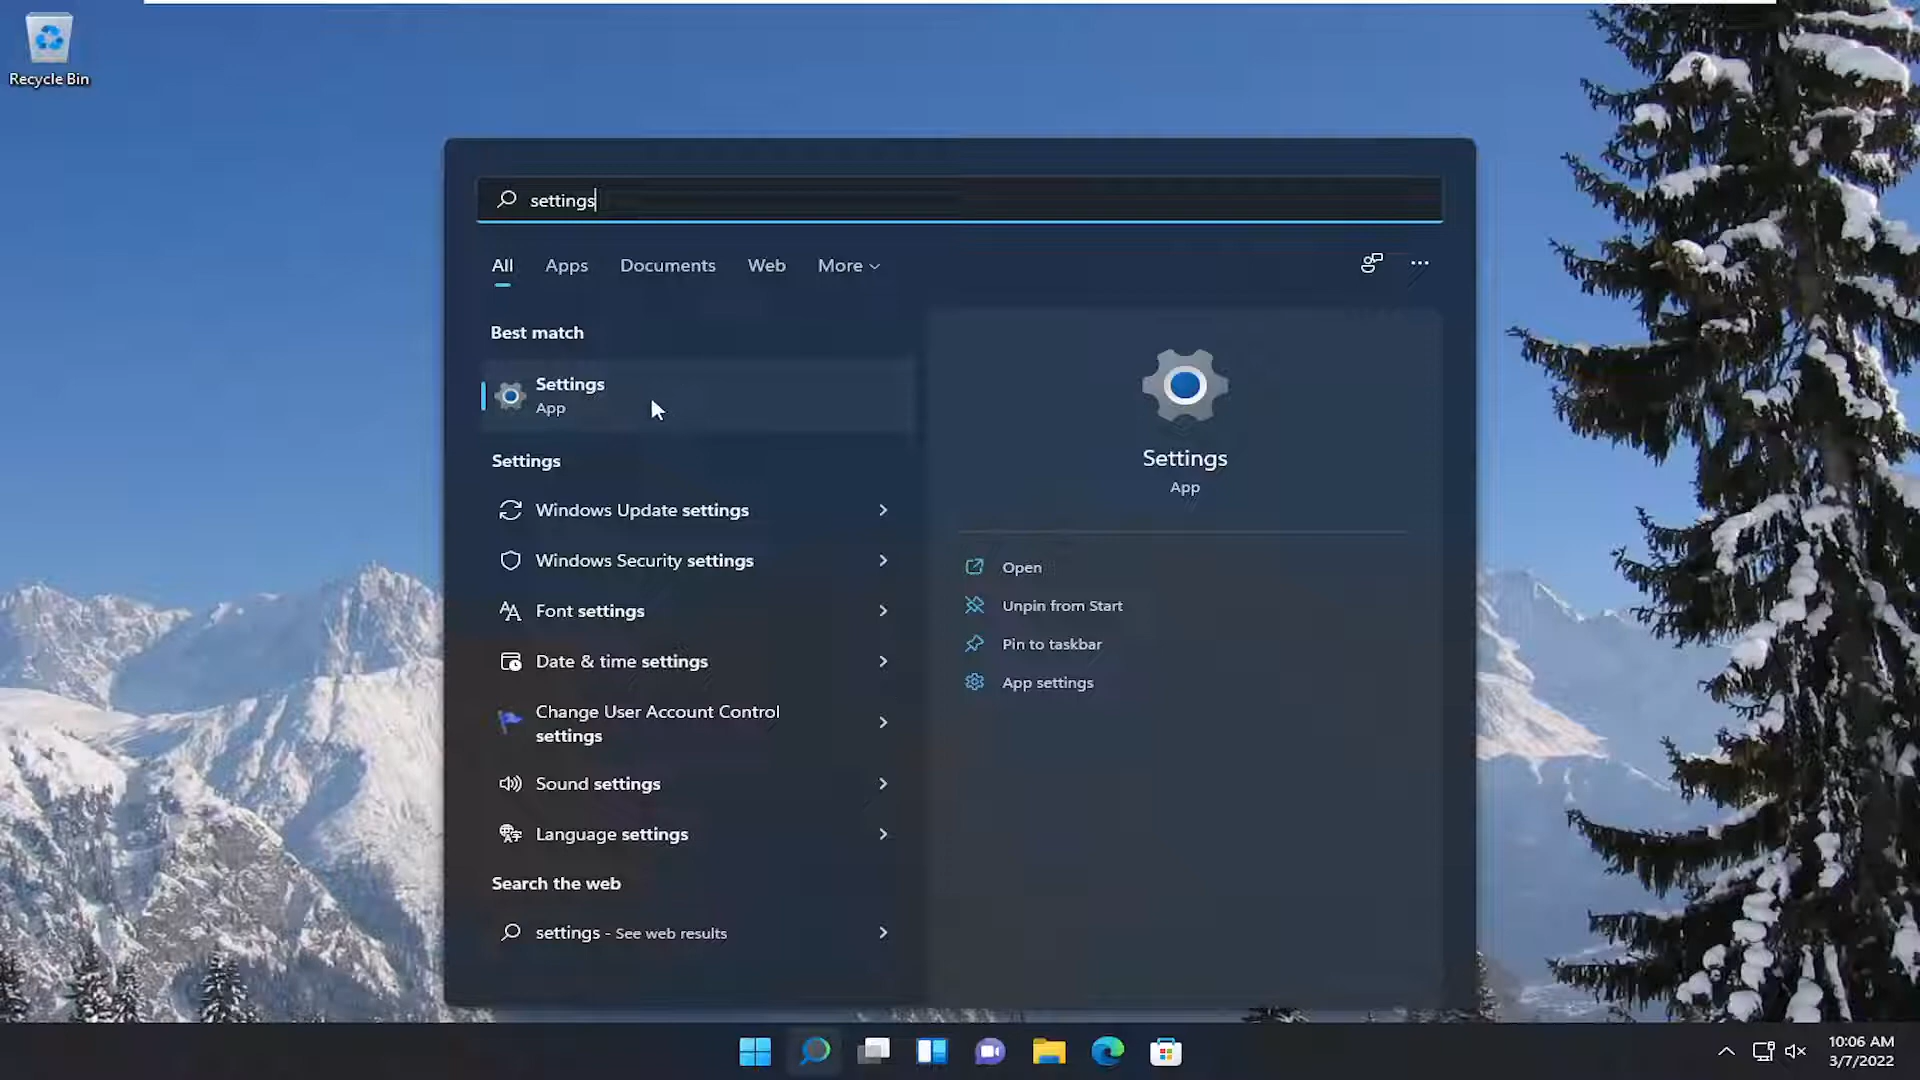 Recycle Bin
settings
All Apps Documents Web More
Best match
Settings
App
Settings
Windows Update settings
Windows Security settings
Font settings
Date & time settings
Change User Account Control
settings
Sound settings
Language settings
Search the web
settings - See web results
Settings
App
Open
Unpin from Start
Pin to taskbar
App settings
10:06 AM
3/7/2022